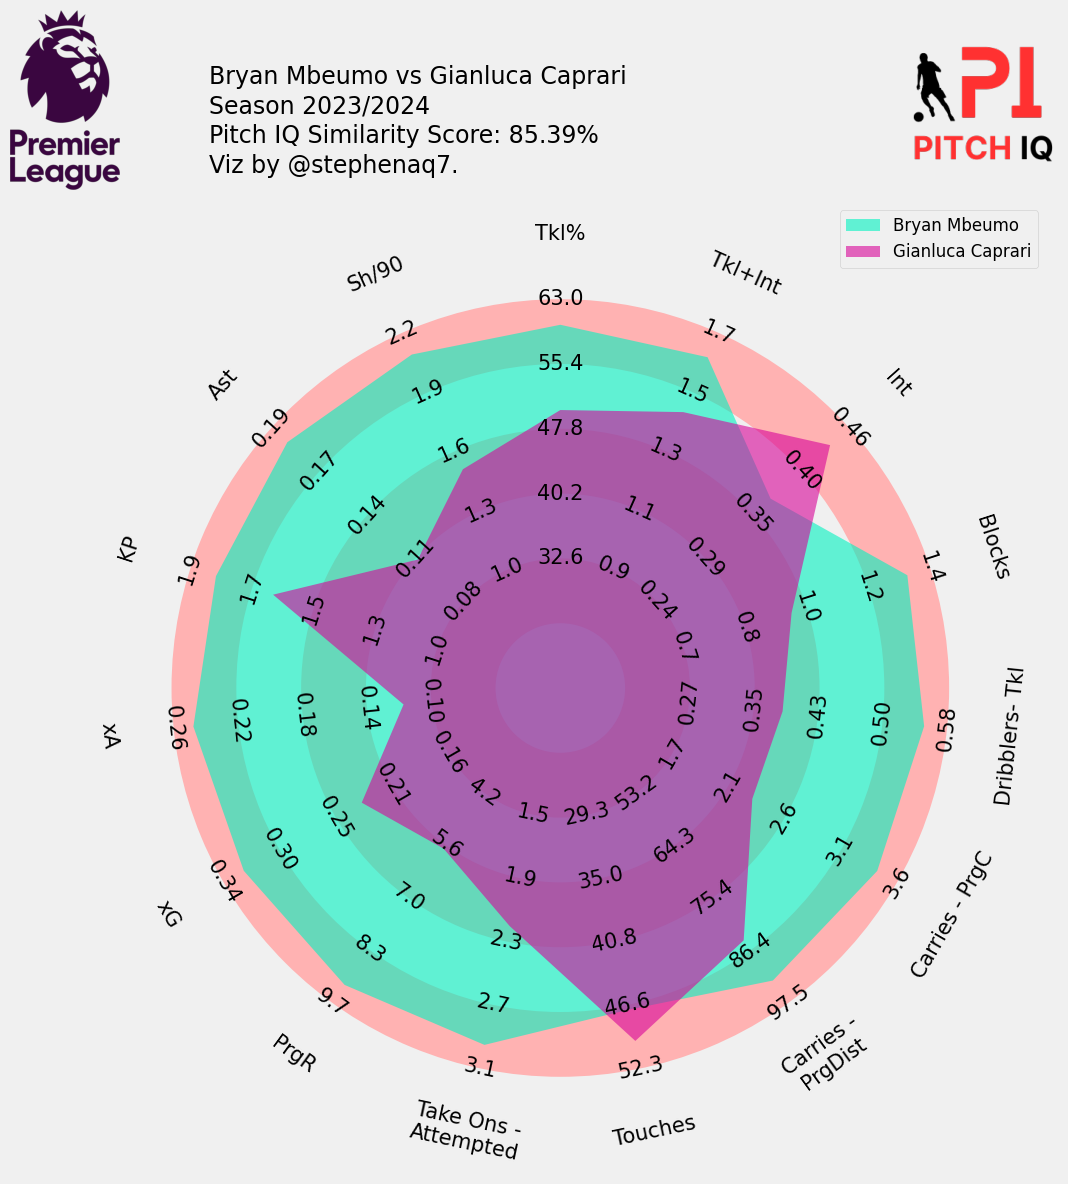 Premier
League
Bryan Mbeumo vs Gianluca Caprari
Season 2023/2024
Pitch IQ Similarity Score: 85.39%
Viz by @stephenaq7.
PI
PITCH IQ
Bryan Mbeumo
Gianluca Caprari
Tkl%
63.0
55.4
47.8
40.2
32.6
Tkl+Int
1.7
1.5
1.3
1.1
0.9
Int
0.46
0.40
0.35
0.29
0.24
Blocks
1.4
1.2
1.0
0.8
0.7
Dribblers- Tkl
0.58
0.50
0.43
0.35
0.27
Carries - PrgC
3.6
3.1
2.6
2.1
1.7
Carries -
PrgDist
97.5
86.4
75.4
64.3
53.2
Touches
52.3
46.6
40.8
35.0
29.3
Take Ons -
Attempted
3.1
2.7
2.3
1.9
1.5
PrgR
9.7
8.3
7.0
5.6
4.2
xG
0.34
0.30
0.25
0.21
0.16
xA
0.26
0.22
0.18
0.14
0.10
KP
1.9
1.7
1.5
1.3
1.0
Ast
0.19
0.17
0.14
0.11
0.08
Sh/90
2.2
1.9
1.6
1.3
1.0